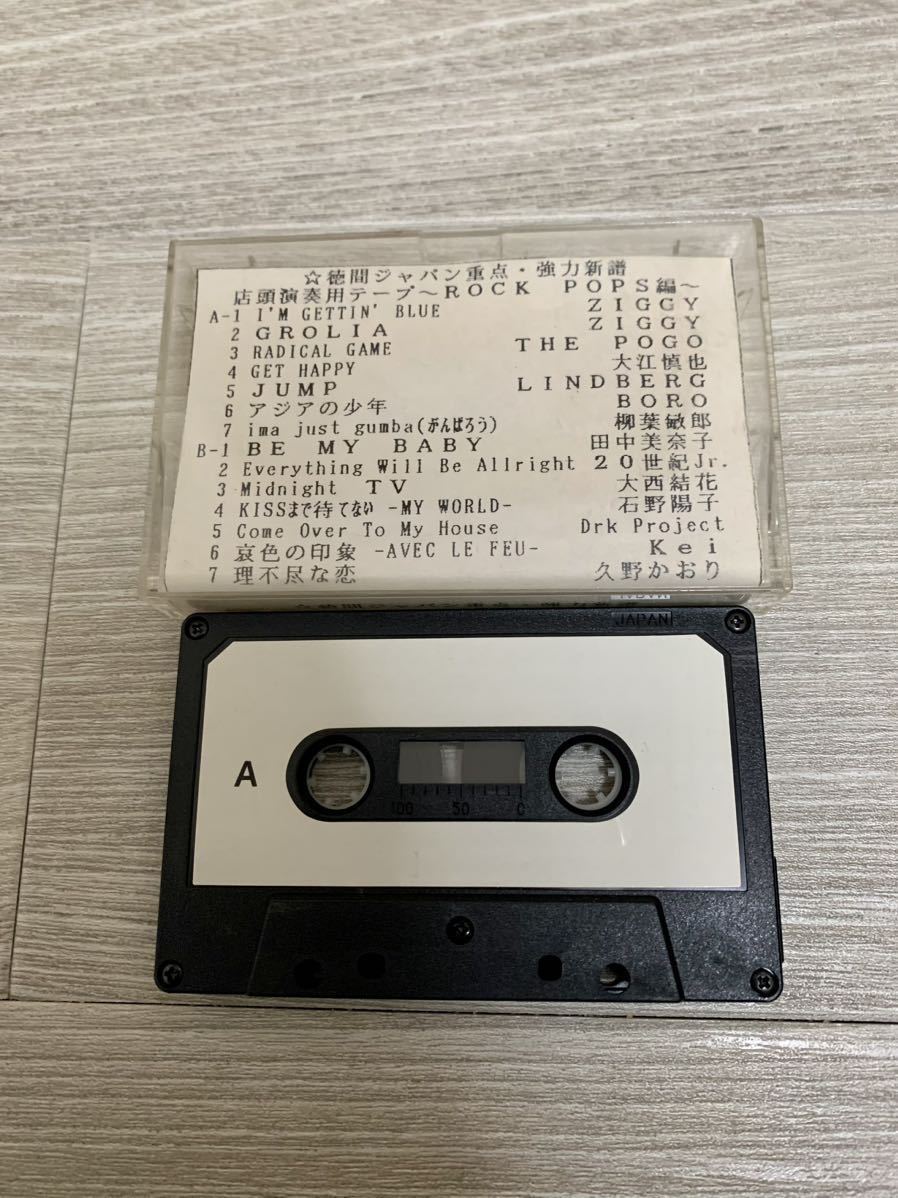 ☆徳間ジャパン重点・強力新譜
店頭演奏用テープ～ROCK POPS編～
A-1 I'M GETTIN' BLUE ZIGGY
2 GROLIA ZIGGY
3 RADICAL GAME THE POGO
4 GET HAPPY 大江慎也
5 JUMP LINDBERG
6 アジアの少年 BORO
7 ima just gumba(がんばろう) 柳葉敏郎
B-1 BE MY BABY 田中美奈子
2 Everything Will Be Allright 20世紀Jr.
3 Midnight TV 大西結花
4 KISSまで待てない -MY WORLD- 石野陽子
5 Come Over To My House Drk Project
6 哀色の印象 -AVEC LE FEU- Kei
7 理不尽な恋 久野かおり
JAPAN
A
100 50 0